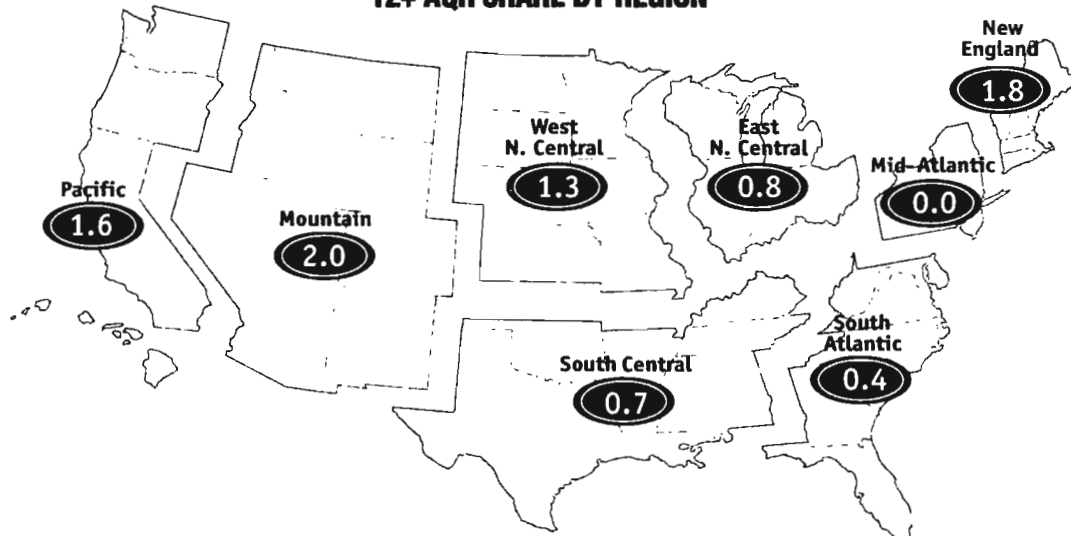 12+ AQH SHARE BY REGION
New
England
1.8
West
N. Central
1.3
East
N. Central
0.8
Mid-Atlantic
0.0
Pacific
1.6
Mountain
2.0
South
Atlantic
0.4
South Central
0.7